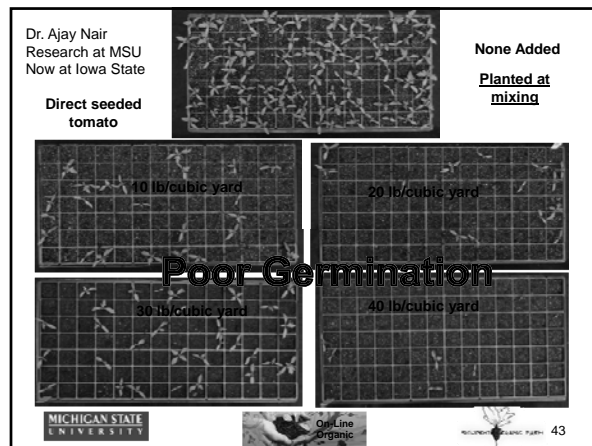 Dr. Ajay Nair
Research at MSU
Now at Iowa State
Direct seeded
tomato
None Added
Planted at
mixing
10 lb/cubic yard
20 lb/cubic yard
Poor Germination
30 lb/cubic yard
40 lb/cubic yard
MICHIGAN STATE
UNIVERSITY
On-Line
Organic
ORGANIC FARM
43